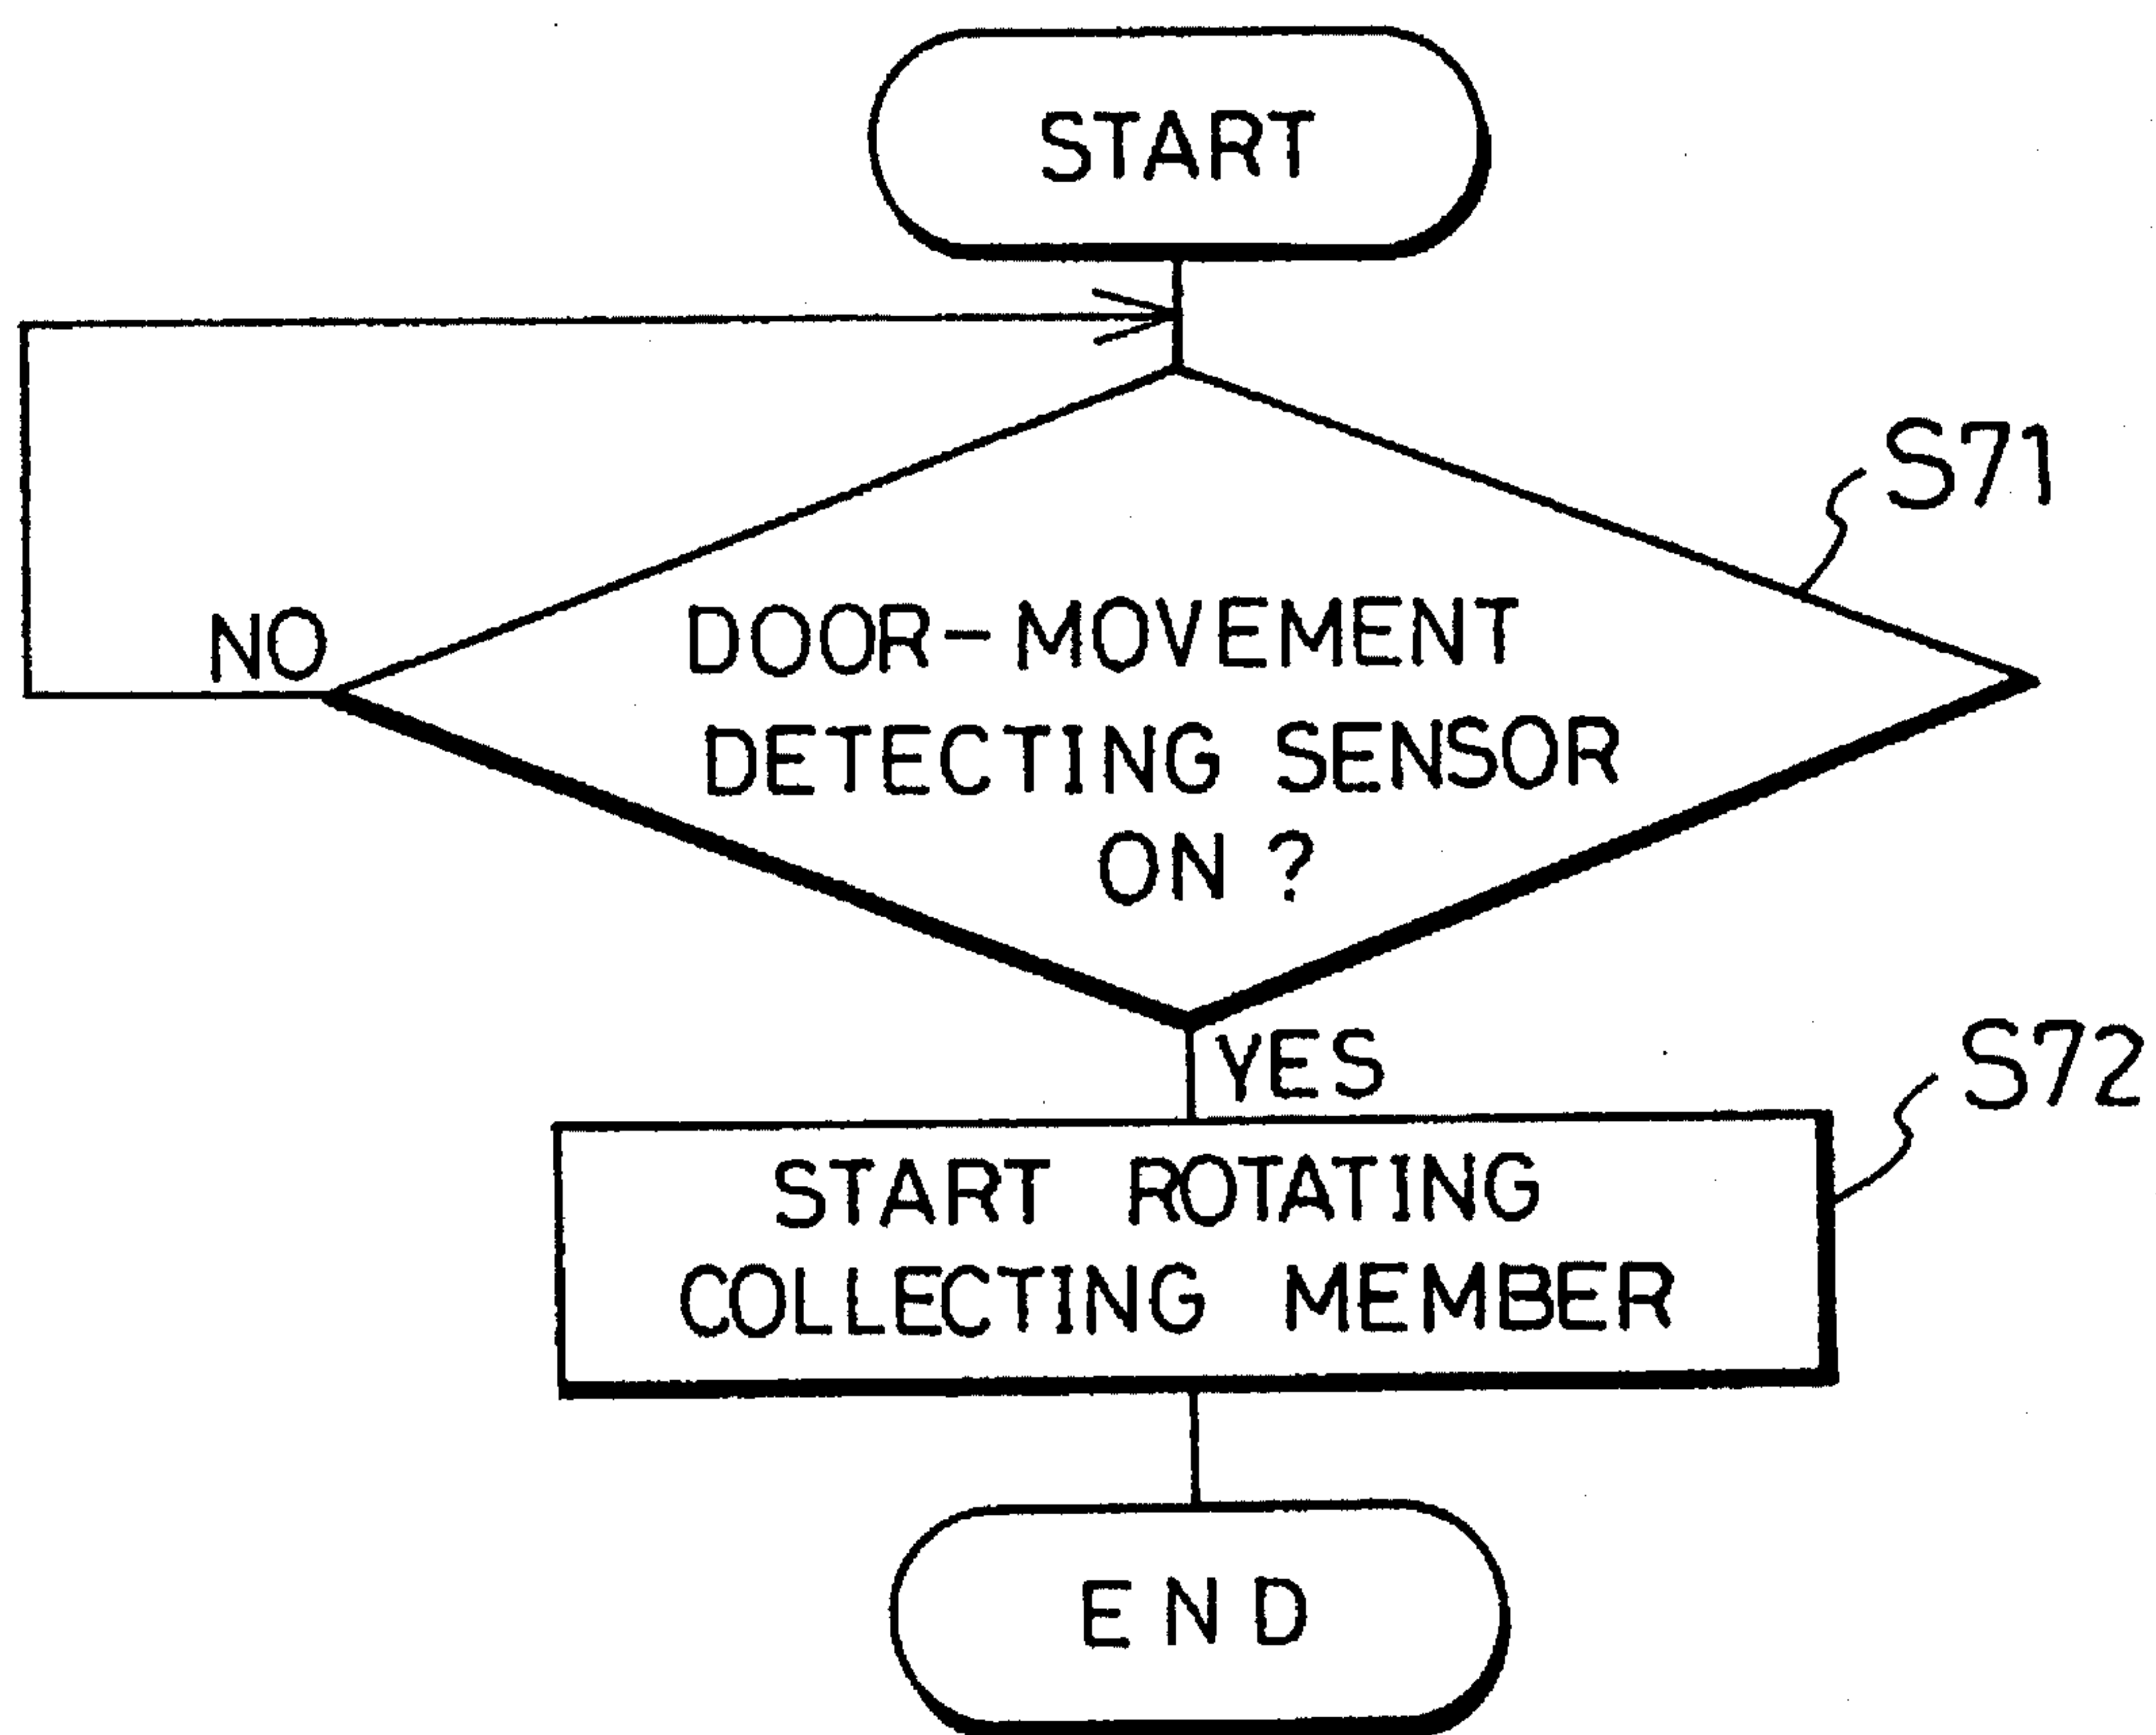 START
S71
NO
DOOR-MOVEMENT
DETECTING SENSOR
ON ?
YES
S72
START ROTATING
COLLECTING MEMBER
END